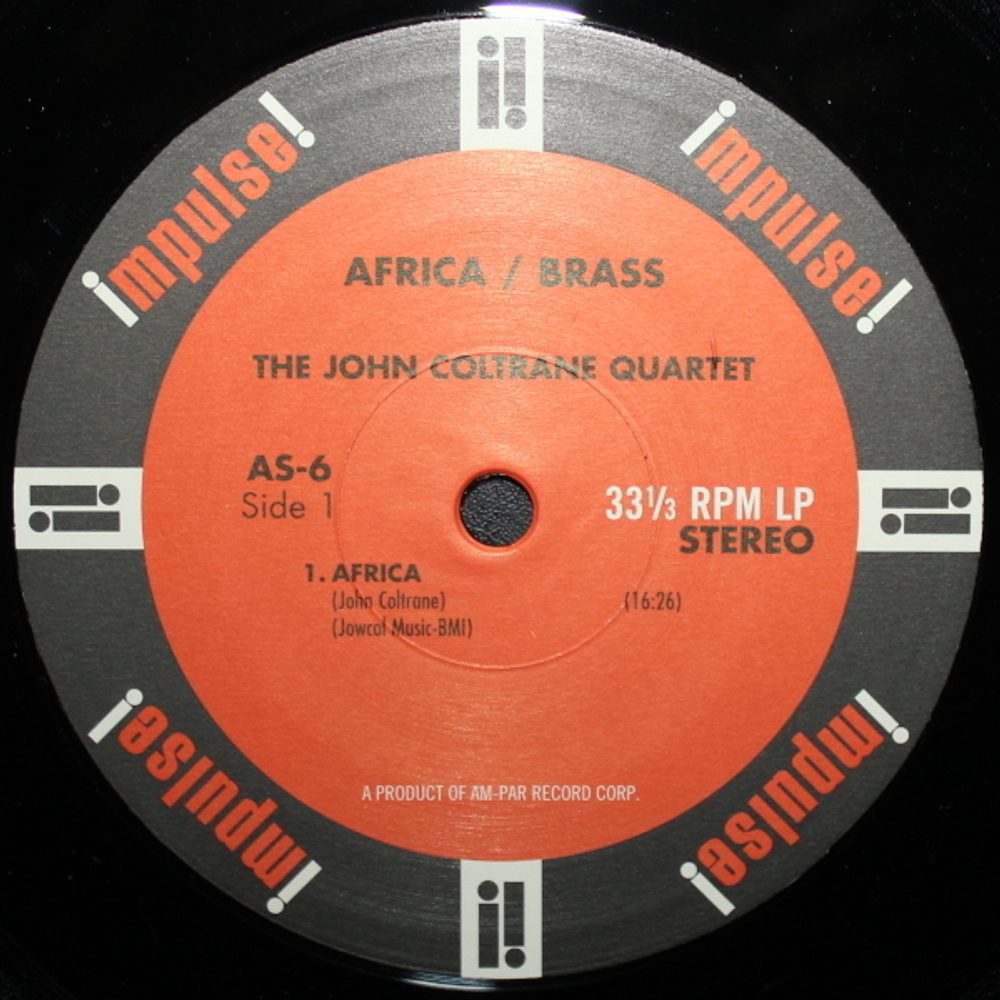 impulse!
impulse!
AFRICA / BRASS
THE JOHN COLTRANE QUARTET
AS-6
Side 1
33⅓ RPM LP
STEREO
1. AFRICA
(John Coltrane) (16:26)
(Jowcol Music-BMI)
A PRODUCT OF AM-PAR RECORD CORP.
impulse!
impulse!